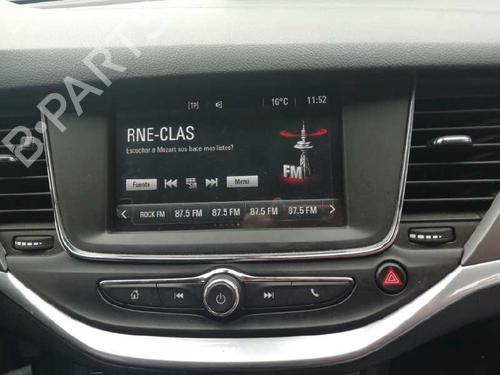 [TP] 16°C 11:52
RNE-CLAS
Escuchar a Mozart nos hace mas listos?
FM
Fuente Menú
ROCK FM 87.5 FM 87.5 FM 87.5 FM 87.5 FM
B-PARTS